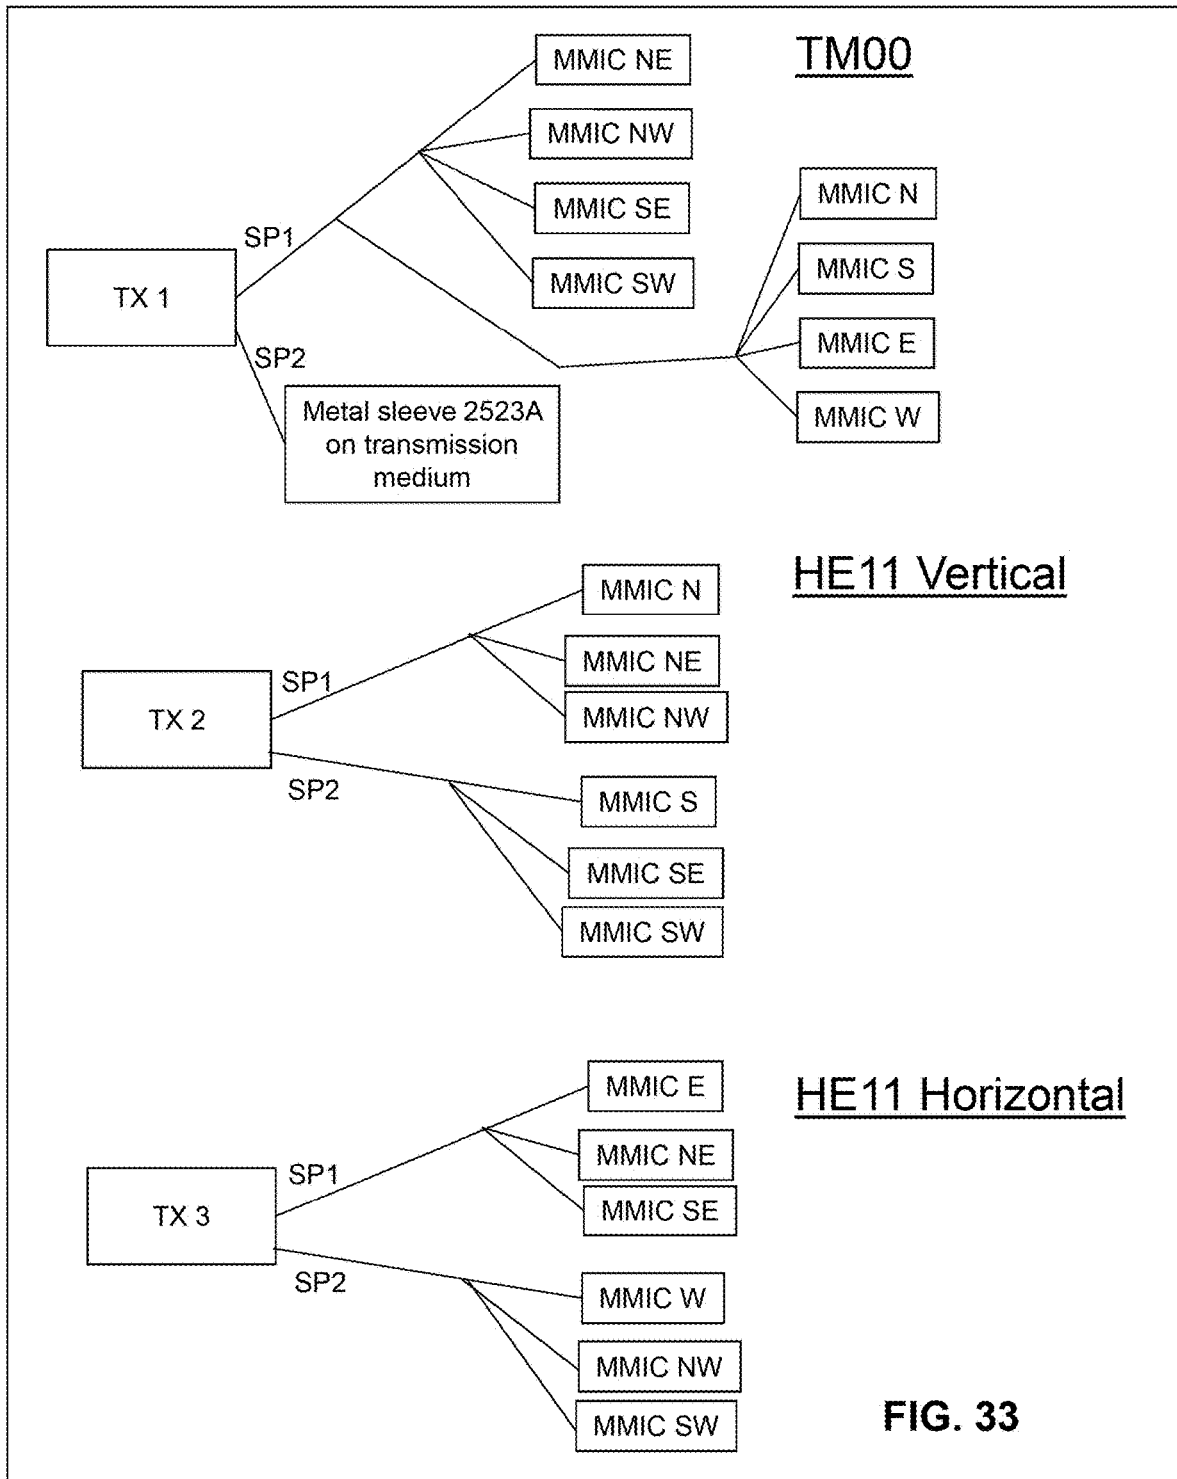 TM00
MMIC NE
MMIC NW
MMIC SE
MMIC SW
MMIC N
MMIC S
MMIC E
MMIC W
SP1
TX 1
SP2
Metal sleeve 2523A
on transmission
medium
HE11 Vertical
MMIC N
MMIC NE
MMIC NW
SP1
TX 2
SP2
MMIC S
MMIC SE
MMIC SW
HE11 Horizontal
MMIC E
MMIC NE
MMIC SE
SP1
TX 3
SP2
MMIC W
MMIC NW
MMIC SW
FIG. 33